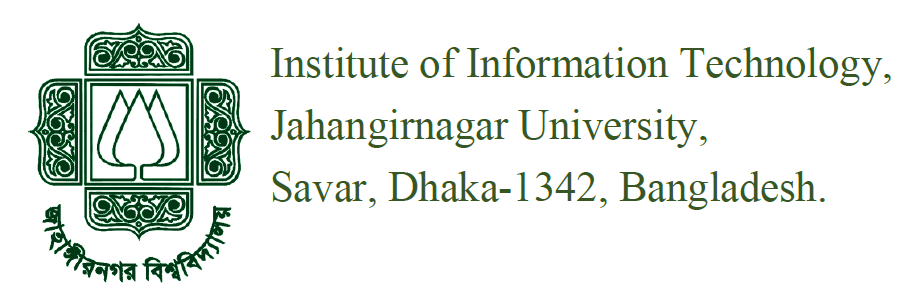 Institute of Information Technology,
Jahangirnagar University,
Savar, Dhaka-1342, Bangladesh.
জাহাঙ্গীরনগর বিশ্ববিদ্যালয়